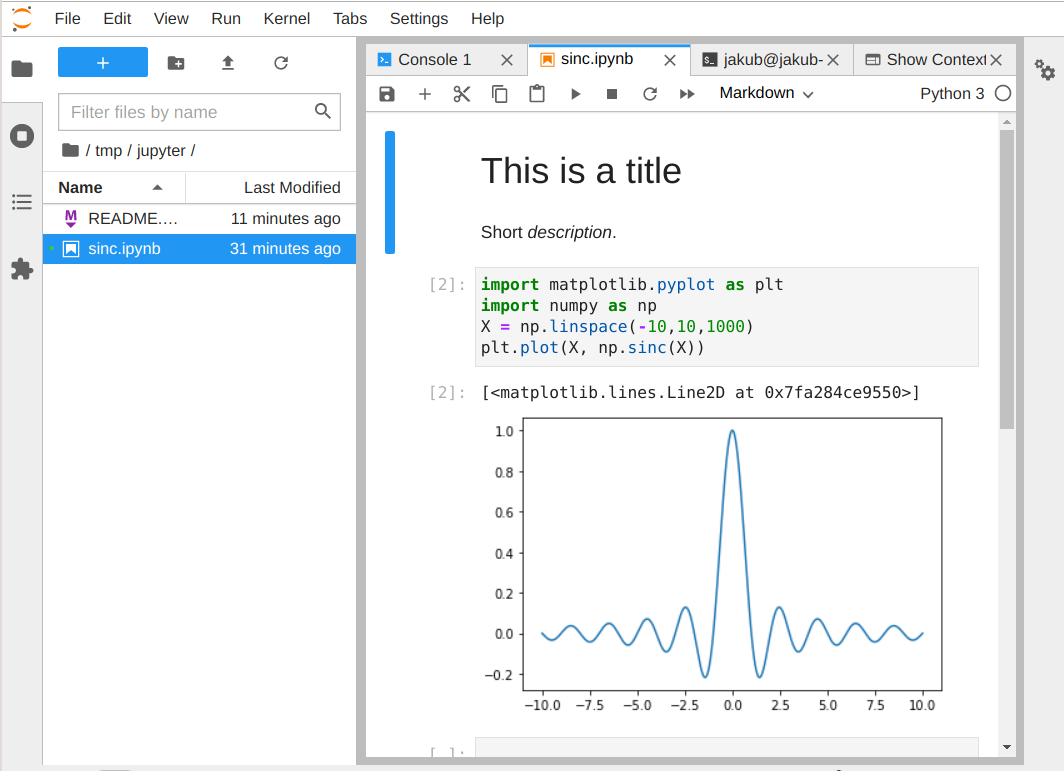 File Edit View Run Kernel Tabs Settings Help
Console 1 sinc.ipynb jakub@jakub- Show Context
Markdown Python 3
Filter files by name
/ tmp / jupyter /
Name Last Modified
README.… 11 minutes ago
sinc.ipynb 31 minutes ago
This is a title
Short description.
[2]: import matplotlib.pyplot as plt
import numpy as np
X = np.linspace(-10,10,1000)
plt.plot(X, np.sinc(X))
[2]: [<matplotlib.lines.Line2D at 0x7fa284ce9550>]
1.0
0.8
0.6
0.4
0.2
0.0
−0.2
−10.0 −7.5 −5.0 −2.5 0.0 2.5 5.0 7.5 10.0
[ ]: